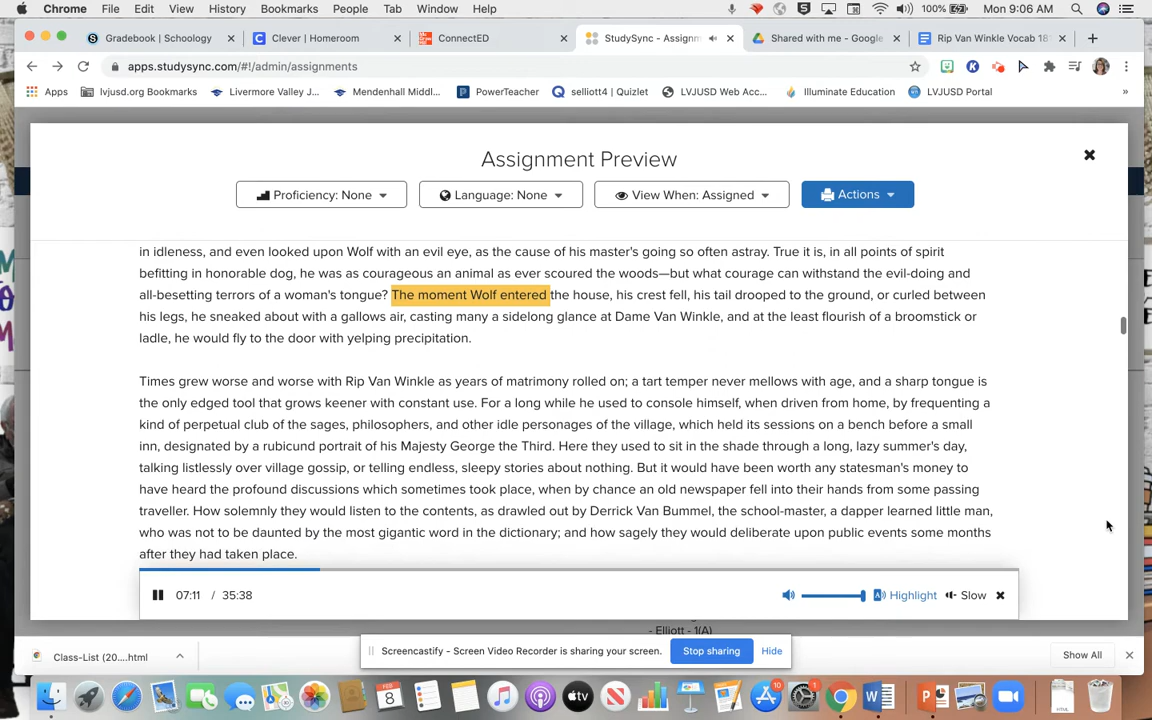 Chrome File Edit View History Bookmarks People Tab Window Help 100% Mon 9:06 AM
Gradebook | Schoology Clever | Homeroom ConnectED StudySync - Assignm Shared with me - Google Rip Van Winkle Vocab 18
apps.studysync.com/#!/admin/assignments
Apps lvjusd.org Bookmarks Livermore Valley J... Mendenhall Middl... PowerTeacher selliott4 | Quizlet LVJUSD Web Acc... Illuminate Education LVJUSD Portal »
Assignment Preview
Proficiency: None Language: None View When: Assigned Actions
in idleness, and even looked upon Wolf with an evil eye, as the cause of his master's going so often astray. True it is, in all points of spirit
befitting in honorable dog, he was as courageous an animal as ever scoured the woods—but what courage can withstand the evil-doing and
all-besetting terrors of a woman's tongue? The moment Wolf entered the house, his crest fell, his tail drooped to the ground, or curled between
his legs, he sneaked about with a gallows air, casting many a sidelong glance at Dame Van Winkle, and at the least flourish of a broomstick or
ladle, he would fly to the door with yelping precipitation.
Times grew worse and worse with Rip Van Winkle as years of matrimony rolled on; a tart temper never mellows with age, and a sharp tongue is
the only edged tool that grows keener with constant use. For a long while he used to console himself, when driven from home, by frequenting a
kind of perpetual club of the sages, philosophers, and other idle personages of the village, which held its sessions on a bench before a small
inn, designated by a rubicund portrait of his Majesty George the Third. Here they used to sit in the shade through a long, lazy summer's day,
talking listlessly over village gossip, or telling endless, sleepy stories about nothing. But it would have been worth any statesman's money to
have heard the profound discussions which sometimes took place, when by chance an old newspaper fell into their hands from some passing
traveller. How solemnly they would listen to the contents, as drawled out by Derrick Van Bummel, the school-master, a dapper learned little man,
who was not to be daunted by the most gigantic word in the dictionary; and how sagely they would deliberate upon public events some months
after they had taken place.
07:11 / 35:38 Highlight Slow
- Elliott - 1(A)
Screencastify - Screen Video Recorder is sharing your screen. Stop sharing Hide
Class-List (20....html Show All